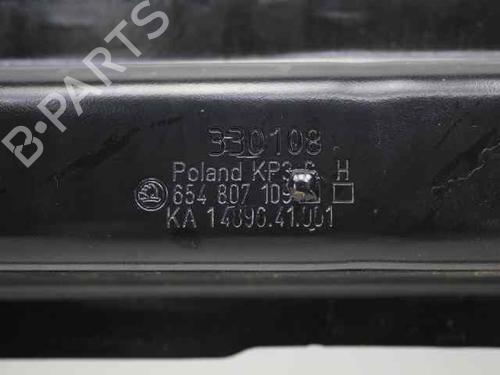 330108
Poland KP3 H
654 807 109
KA 14096.41.001
B-PARTS